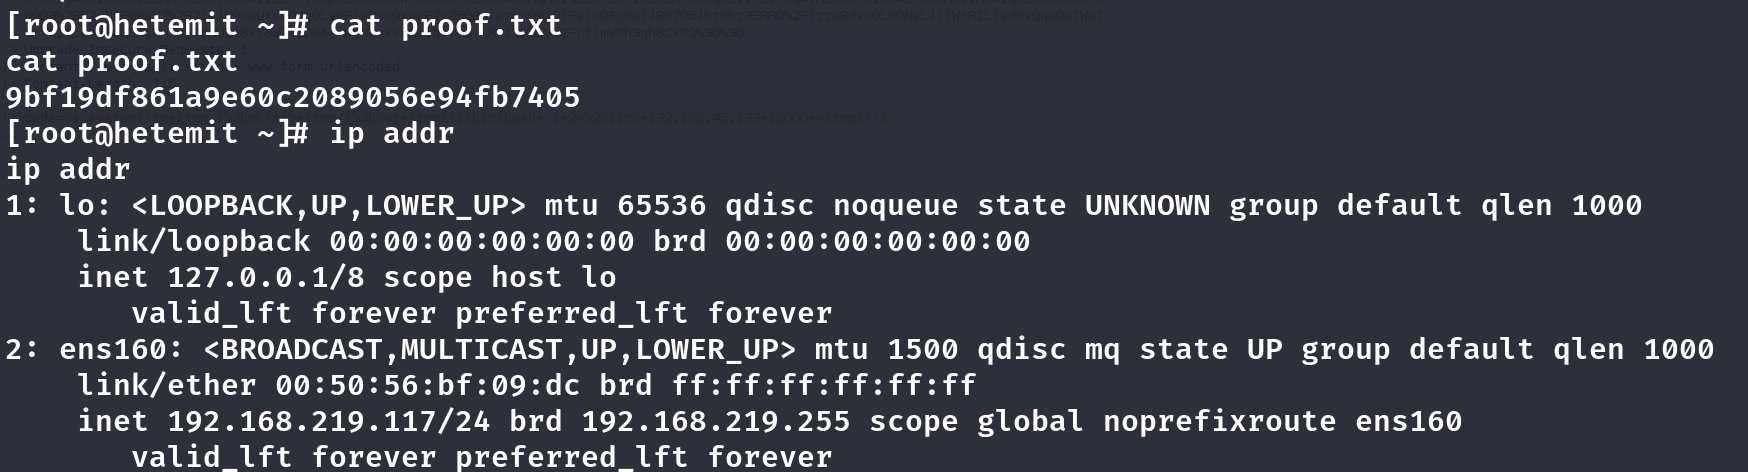 [root@hetemit ~]# cat proof.txt
cat proof.txt
9bf19df861a9e60c2089056e94fb7405
[root@hetemit ~]# ip addr
ip addr
1: lo: <LOOPBACK,UP,LOWER_UP> mtu 65536 qdisc noqueue state UNKNOWN group default qlen 1000
    link/loopback 00:00:00:00:00:00 brd 00:00:00:00:00:00
    inet 127.0.0.1/8 scope host lo
       valid_lft forever preferred_lft forever
2: ens160: <BROADCAST,MULTICAST,UP,LOWER_UP> mtu 1500 qdisc mq state UP group default qlen 1000
    link/ether 00:50:56:bf:09:dc brd ff:ff:ff:ff:ff:ff
    inet 192.168.219.117/24 brd 192.168.219.255 scope global noprefixroute ens160
       valid_lft forever preferred_lft forever